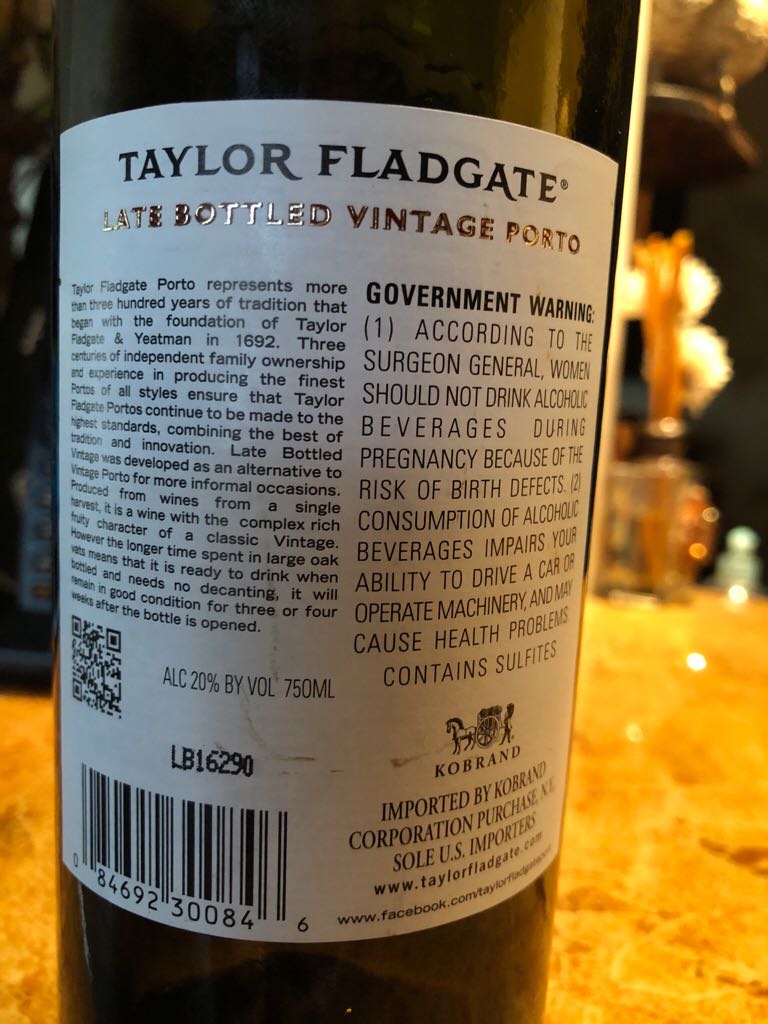 TAYLOR FLADGATE®
LATE BOTTLED VINTAGE PORTO
Taylor Fladgate Porto represents more
than three hundred years of tradition that
began with the foundation of Taylor
Fladgate & Yeatman in 1692. Three
centuries of independent family ownership
and experience in producing the finest
Portos of all styles ensure that Taylor
Fladgate Portos continue to be made to the
highest standards, combining the best of
tradition and innovation. Late Bottled
Vintage was developed as an alternative to
Vintage Porto for more informal occasions.
Produced from wines from a single
harvest, it is a wine with the complex rich
fruity character of a classic Vintage.
However the longer time spent in large oak
vats means that it is ready to drink when
bottled and needs no decanting, it will
remain in good condition for three or four
weeks after the bottle is opened.
ALC 20% BY VOL 750ML
LB16290
0 84692 30084 6
GOVERNMENT WARNING:
(1) ACCORDING TO THE
SURGEON GENERAL, WOMEN
SHOULD NOT DRINK ALCOHOLIC
BEVERAGES DURING
PREGNANCY BECAUSE OF THE
RISK OF BIRTH DEFECTS. (2)
CONSUMPTION OF ALCOHOLIC
BEVERAGES IMPAIRS YOUR
ABILITY TO DRIVE A CAR OR
OPERATE MACHINERY, AND MAY
CAUSE HEALTH PROBLEMS.
CONTAINS SULFITES
KOBRAND
IMPORTED BY KOBRAND
CORPORATION PURCHASE, N.Y.
SOLE U.S. IMPORTERS
www.taylorfladgate.com
www.facebook.com/taylorfladgateport